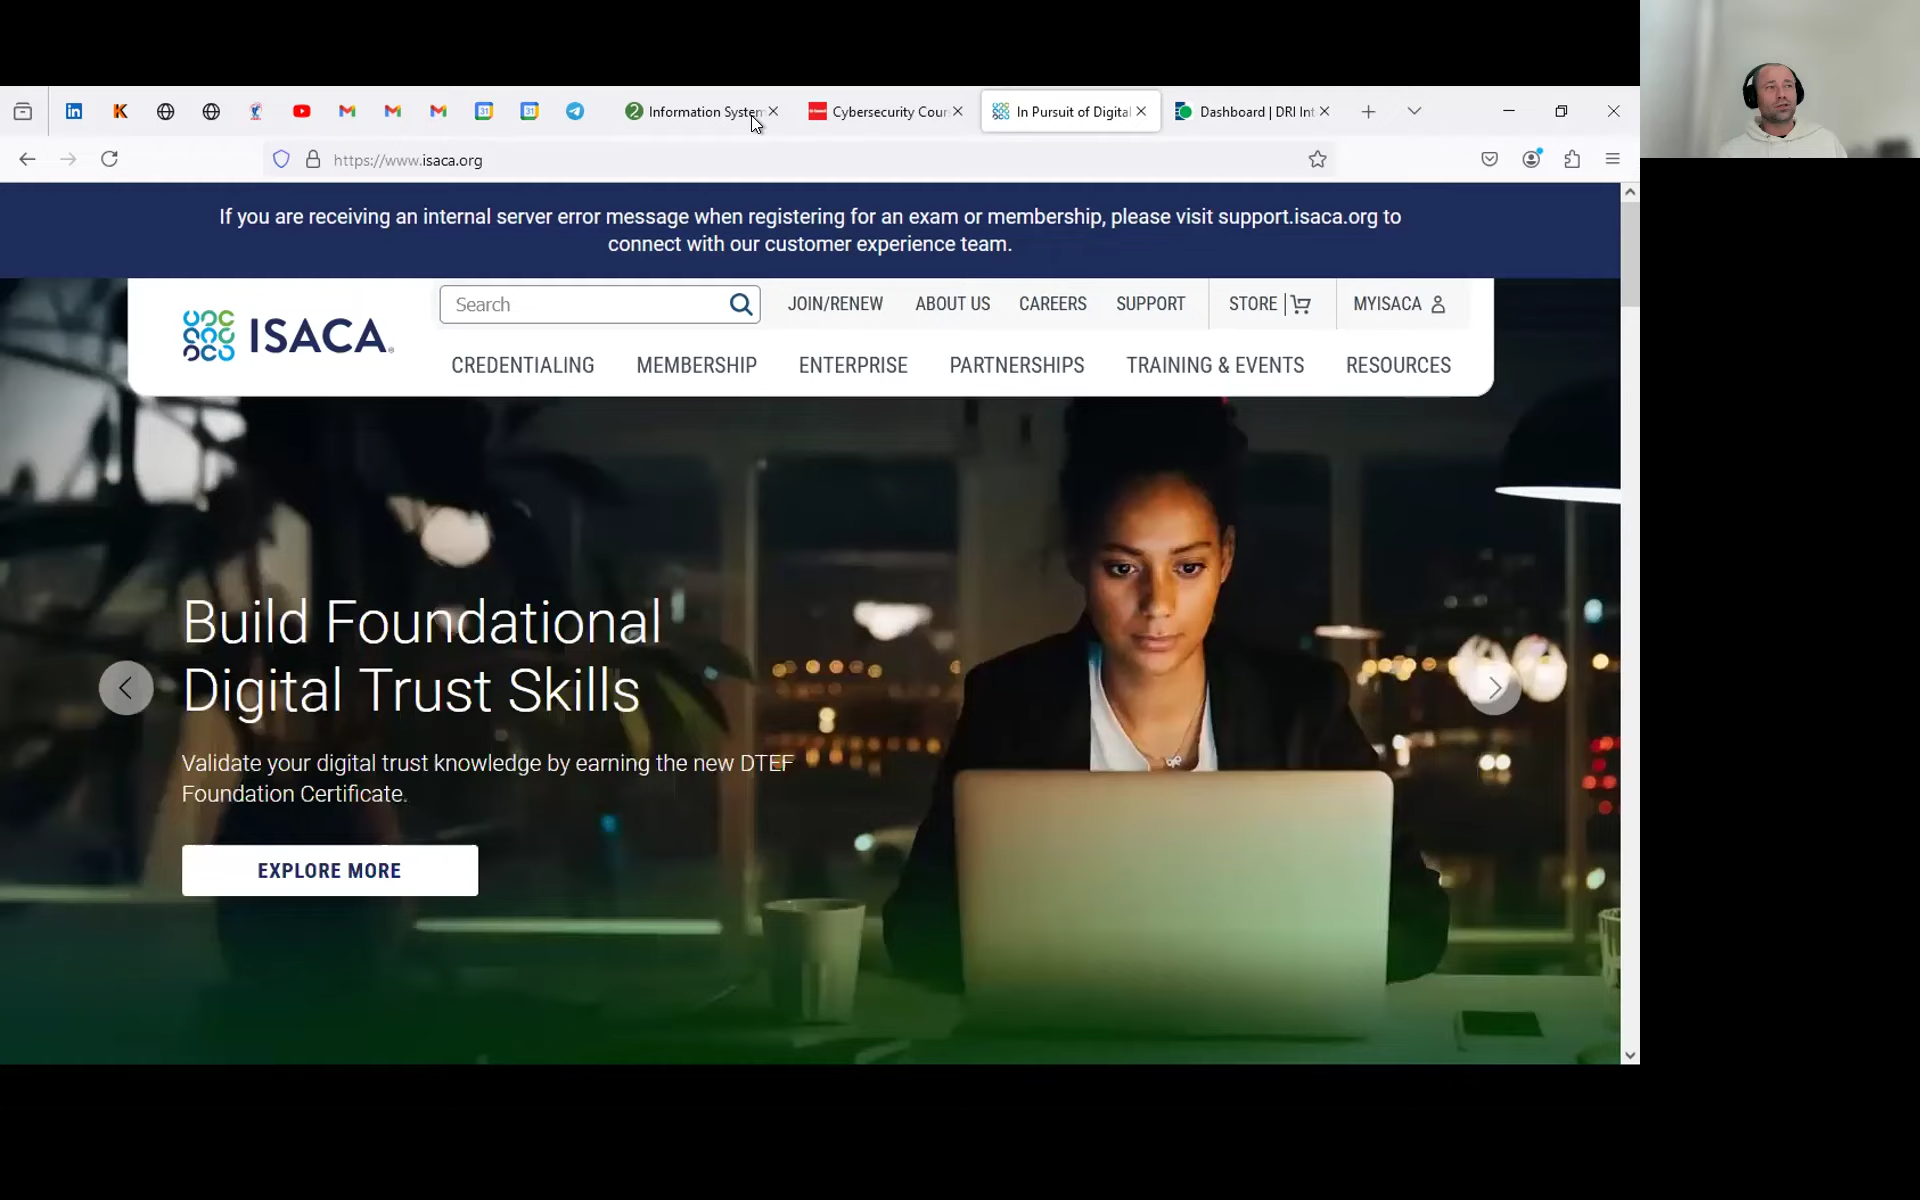 Information System
Cybersecurity Cour
In Pursuit of Digital
Dashboard | DRI Int
https://www.isaca.org
If you are receiving an internal server error message when registering for an exam or membership, please visit support.isaca.org to
connect with our customer experience team.
Search
JOIN/RENEW
ABOUT US
CAREERS
SUPPORT
STORE
MYISACA
ISACA
CREDENTIALING
MEMBERSHIP
ENTERPRISE
PARTNERSHIPS
TRAINING & EVENTS
RESOURCES
Build Foundational
Digital Trust Skills
Validate your digital trust knowledge by earning the new DTEF
Foundation Certificate.
EXPLORE MORE